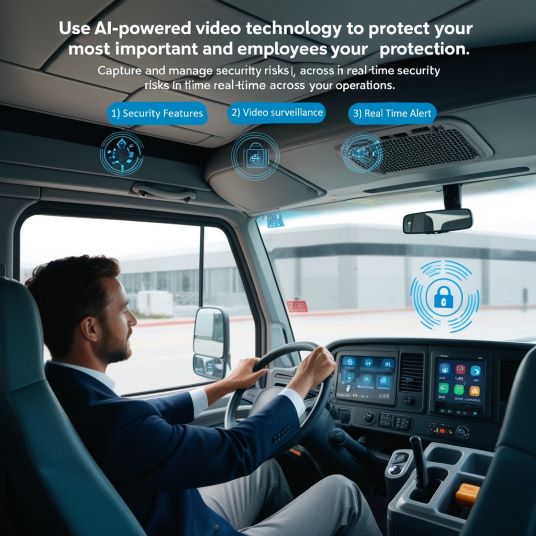 Use AI-powered video technology to protect your
most important and employees your protection.
Capture and manage security risks|, across in real-time security
risks in time real-time across your operations.
1) Security Features
2) Video surveillance
3) Real Time Alert